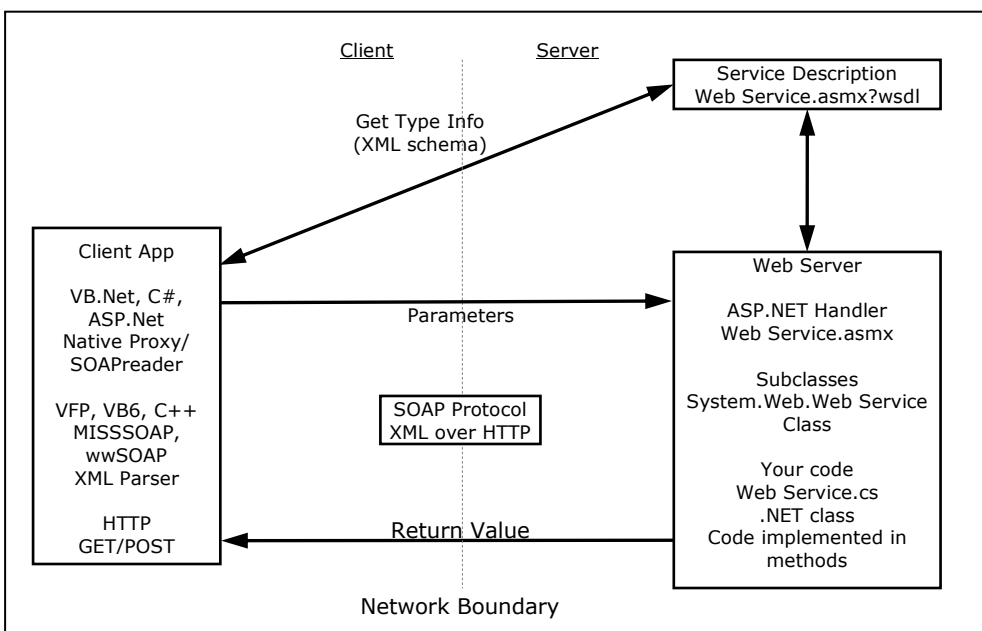 Client
Server
Service Description
Web Service.asmx?wsdl
Get Type Info
(XML schema)
Client App
VB.Net, C#,
ASP.Net
Native Proxy/
SOAPreader
VFP, VB6, C++
MISSSOAP,
wwSOAP
XML Parser
HTTP
GET/POST
Parameters
SOAP Protocol
XML over HTTP
Return Value
Web Server
ASP.NET Handler
Web Service.asmx
Subclasses
System.Web.Web Service
Class
Your code
Web Service.cs
.NET class
Code implemented in
methods
Network Boundary